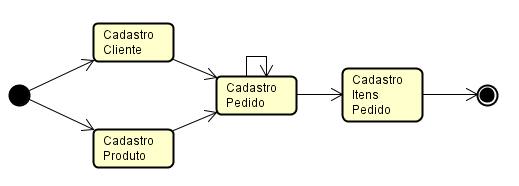 Cadastro
Cliente
Cadastro
Pedido
Cadastro
Itens
Pedido
Cadastro
Produto